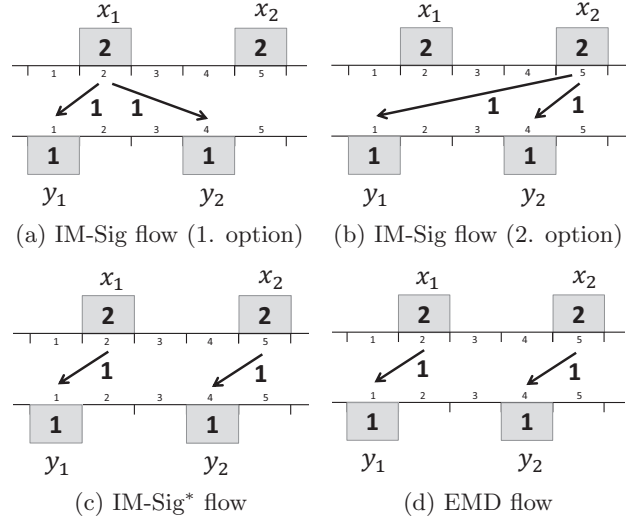 x₁ x₂ x₁ x₂
2 2 2 2
1 2 3 4 5 1 2 3 4 5
1 1 1 1
1 2 3 4 5 1 2 3 4 5
1 1 1 1
y₁ y₂ y₁ y₂
(a) IM-Sig flow (1. option) (b) IM-Sig flow (2. option)
x₁ x₂ x₁ x₂
2 2 2 2
1 2 3 4 5 1 2 3 4 5
1 1 1 1
1 2 3 4 5 1 2 3 4 5
1 1 1 1
y₁ y₂ y₁ y₂
(c) IM-Sig* flow (d) EMD flow